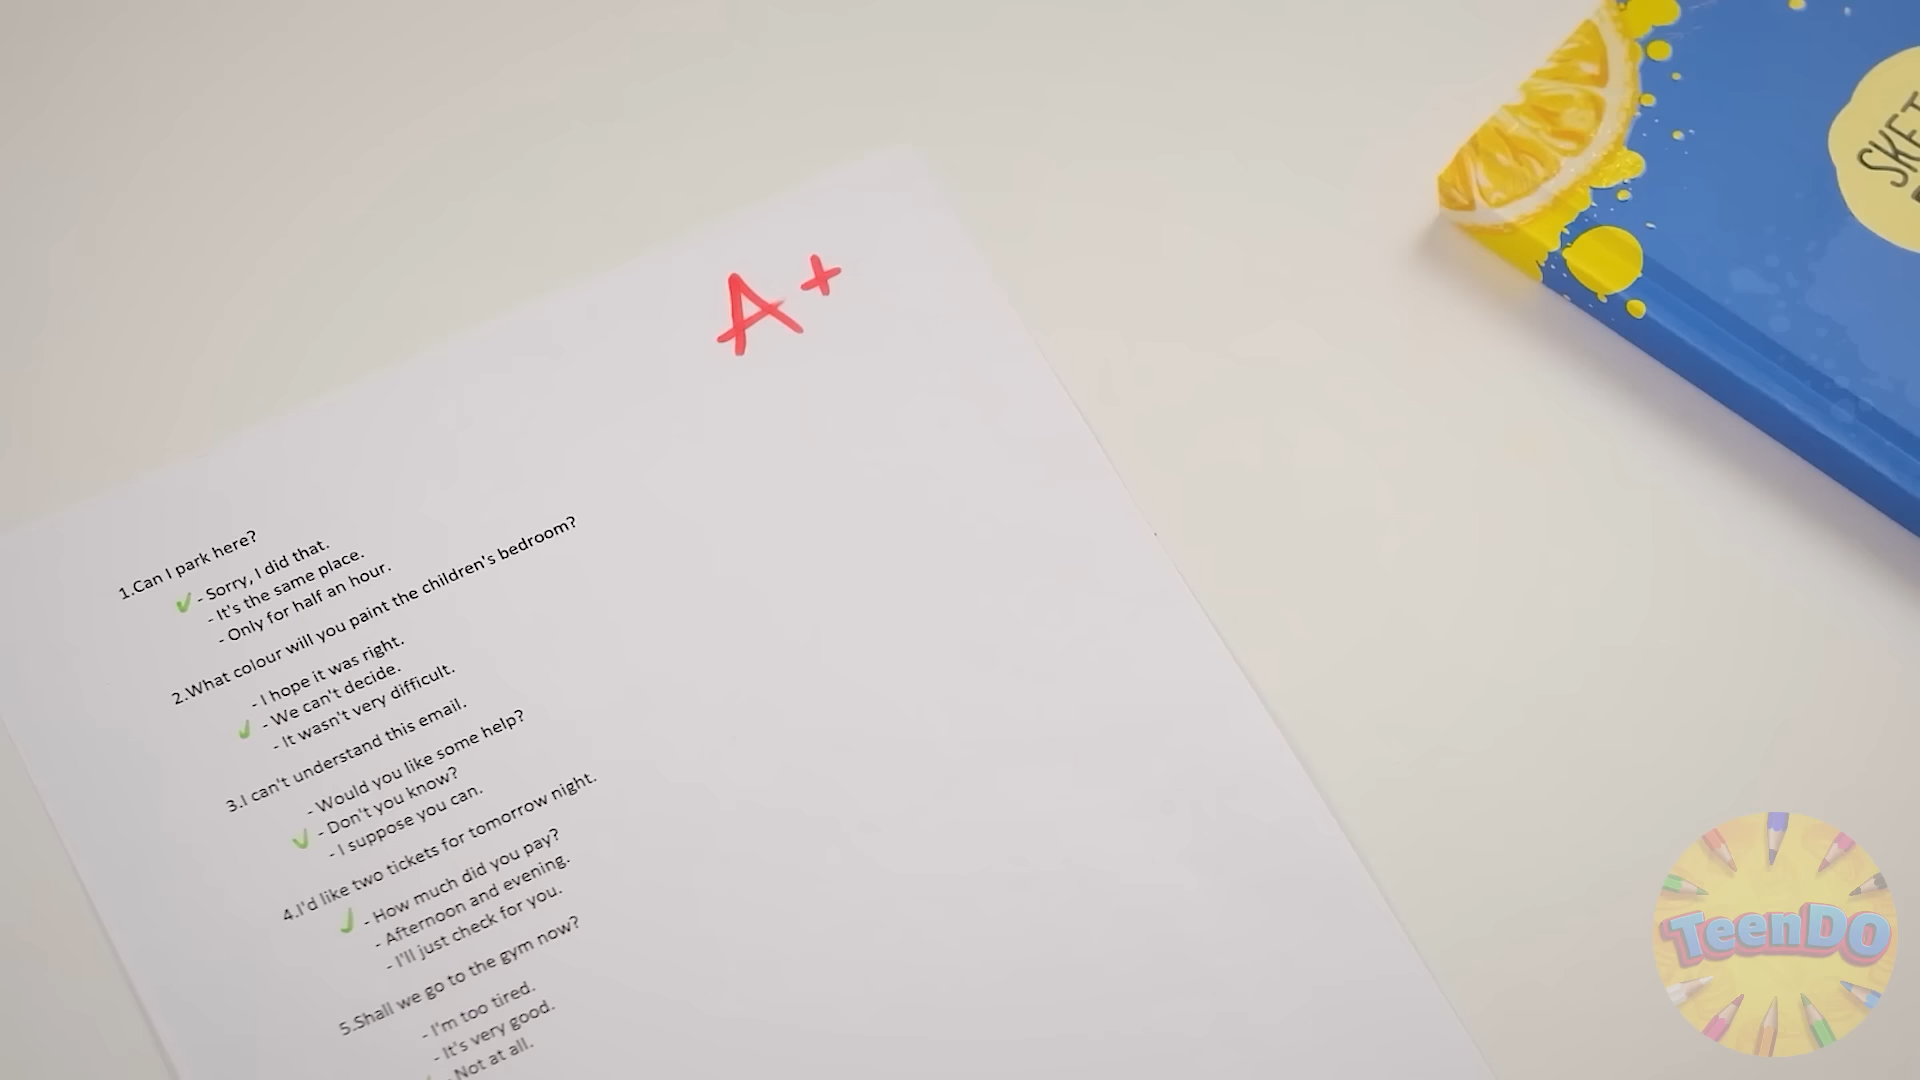 A+
1.Can I park here?
- Sorry, I did that.
- It's the same place.
- Only for half an hour.
2.What colour will you paint the children's bedroom?
- I hope it was right.
- We can't decide.
- It wasn't very difficult.
3.I can't understand this email.
- Would you like some help?
- Don't you know?
- I suppose you can.
4.I'd like two tickets for tomorrow night.
- How much did you pay?
- Afternoon and evening.
- I'll just check for you.
5.Shall we go to the gym now?
- I'm too tired.
- It's very good.
- Not at all.
TeenDO